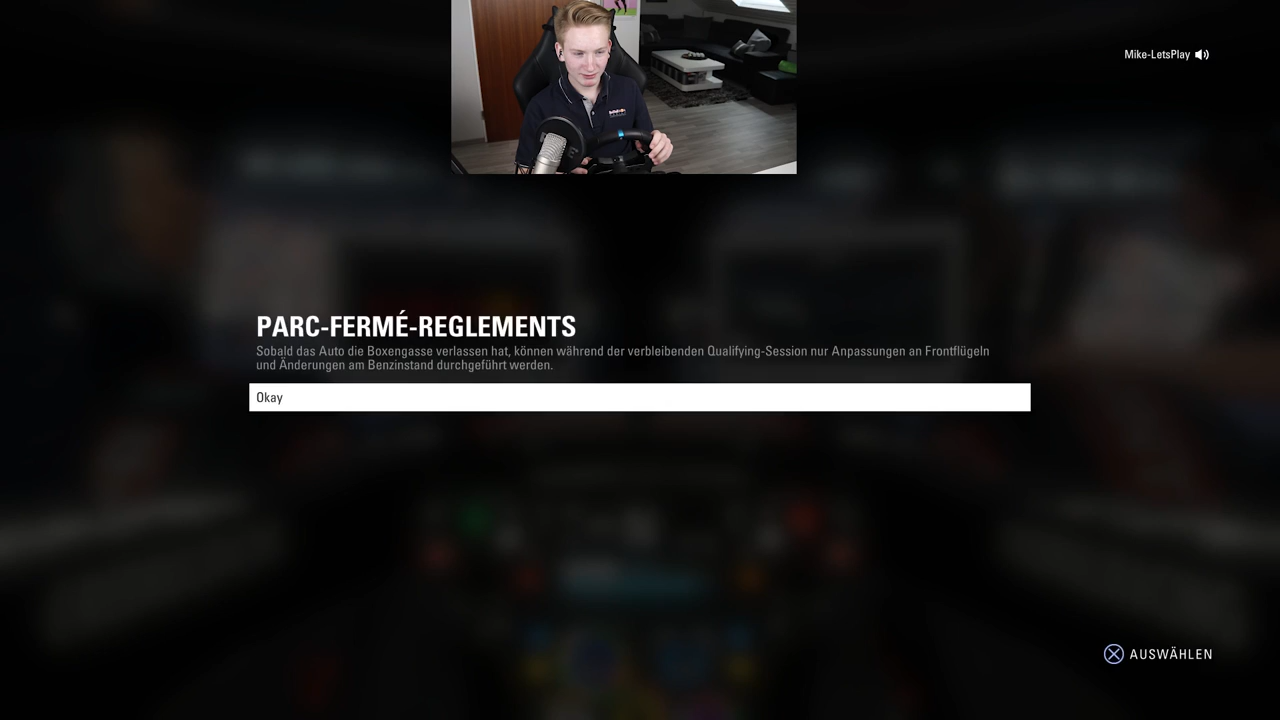 Mike-LetsPlay
PARC-FERMÉ-REGLEMENTS
Sobald das Auto die Boxengasse verlassen hat, können während der verbleibenden Qualifying-Session nur Anpassungen an Frontflügeln
und Änderungen am Benzinstand durchgeführt werden.
Okay
AUSWÄHLEN